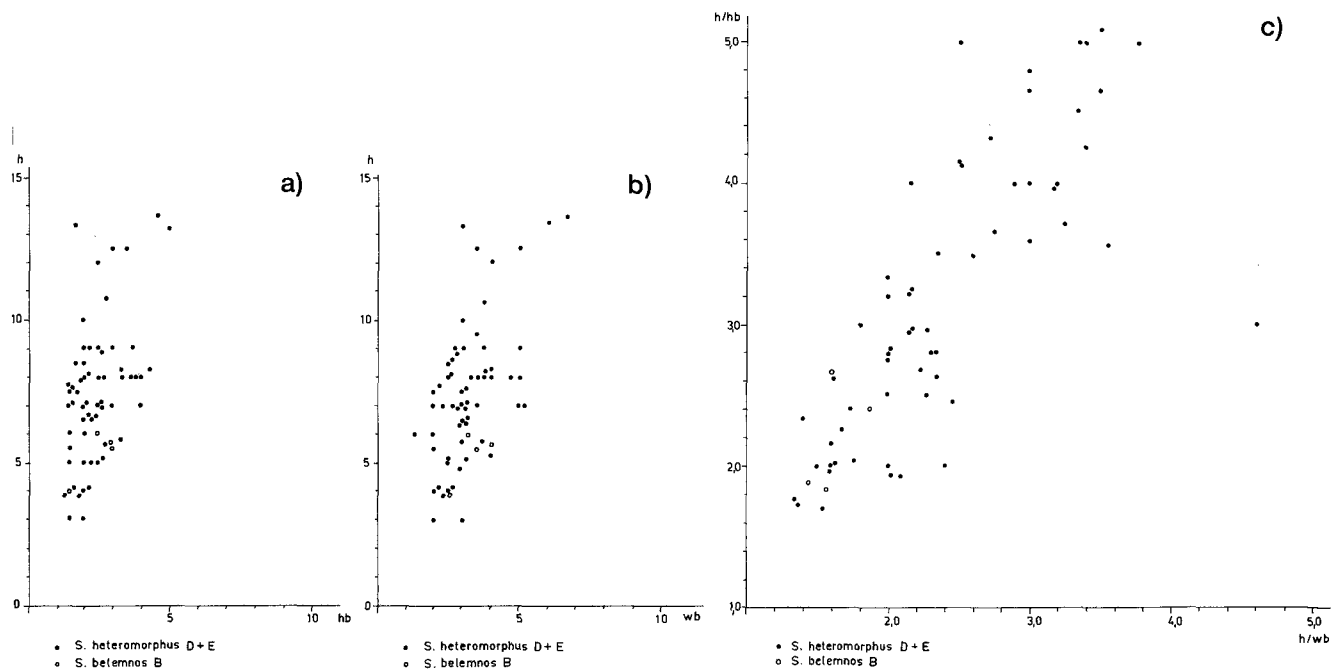 a)
h
15
10
5
0
5
10
hb
• S. heteromorphus D + E
o S. belemnos B
b)
h
15
10
5
0
5
10
wb
• S. heteromorphus D + E
o S. belemnos B
c)
h/hb
5,0
4,0
3,0
2,0
1,0
2,0
3,0
4,0
5,0
h/wb
• S. heteromorphus D + E
o S. belemnos B